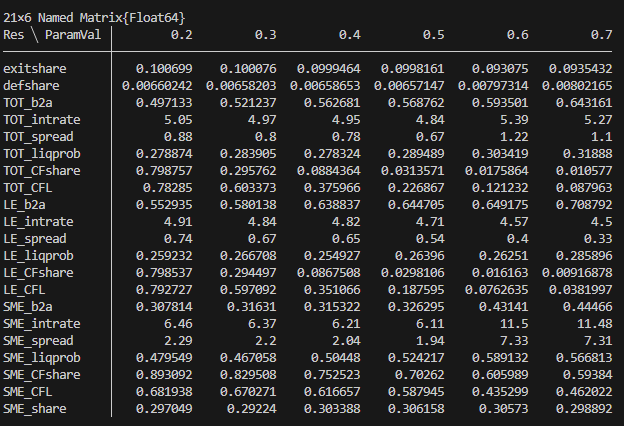 21×6 Named Matrix{Float64}
Res ╲ ParamVal │ 0.2 0.3 0.4 0.5 0.6 0.7
exitshare │ 0.100699 0.100076 0.0999464 0.0998161 0.093075 0.0935432
defshare │ 0.00660242 0.00658203 0.00658653 0.00657147 0.00797314 0.00802165
TOT_b2a │ 0.497133 0.521237 0.562681 0.568762 0.593501 0.643161
TOT_intrate │ 5.05 4.97 4.95 4.84 5.39 5.27
TOT_spread │ 0.88 0.8 0.78 0.67 1.22 1.1
TOT_liqprob │ 0.278874 0.283905 0.278324 0.289489 0.303419 0.31888
TOT_CFshare │ 0.798757 0.295762 0.0884364 0.0313571 0.0175864 0.010577
TOT_CFL │ 0.78285 0.603373 0.375966 0.226867 0.121232 0.087963
LE_b2a │ 0.552935 0.580138 0.638837 0.644705 0.649175 0.708792
LE_intrate │ 4.91 4.84 4.82 4.71 4.57 4.5
LE_spread │ 0.74 0.67 0.65 0.54 0.4 0.33
LE_liqprob │ 0.259232 0.266708 0.254927 0.26396 0.26251 0.285896
LE_CFshare │ 0.798537 0.294497 0.0867508 0.0298106 0.016163 0.00916878
LE_CFL │ 0.792727 0.597092 0.351066 0.187595 0.0762635 0.0381997
SME_b2a │ 0.307814 0.31631 0.315322 0.326295 0.43141 0.44466
SME_intrate │ 6.46 6.37 6.21 6.11 11.5 11.48
SME_spread │ 2.29 2.2 2.04 1.94 7.33 7.31
SME_liqprob │ 0.479549 0.467058 0.50448 0.524217 0.589132 0.566813
SME_CFshare │ 0.893092 0.829508 0.752523 0.70262 0.605989 0.59384
SME_CFL │ 0.681938 0.670271 0.616657 0.587945 0.435299 0.462022
SME_share │ 0.297049 0.29224 0.303388 0.306158 0.30573 0.298892